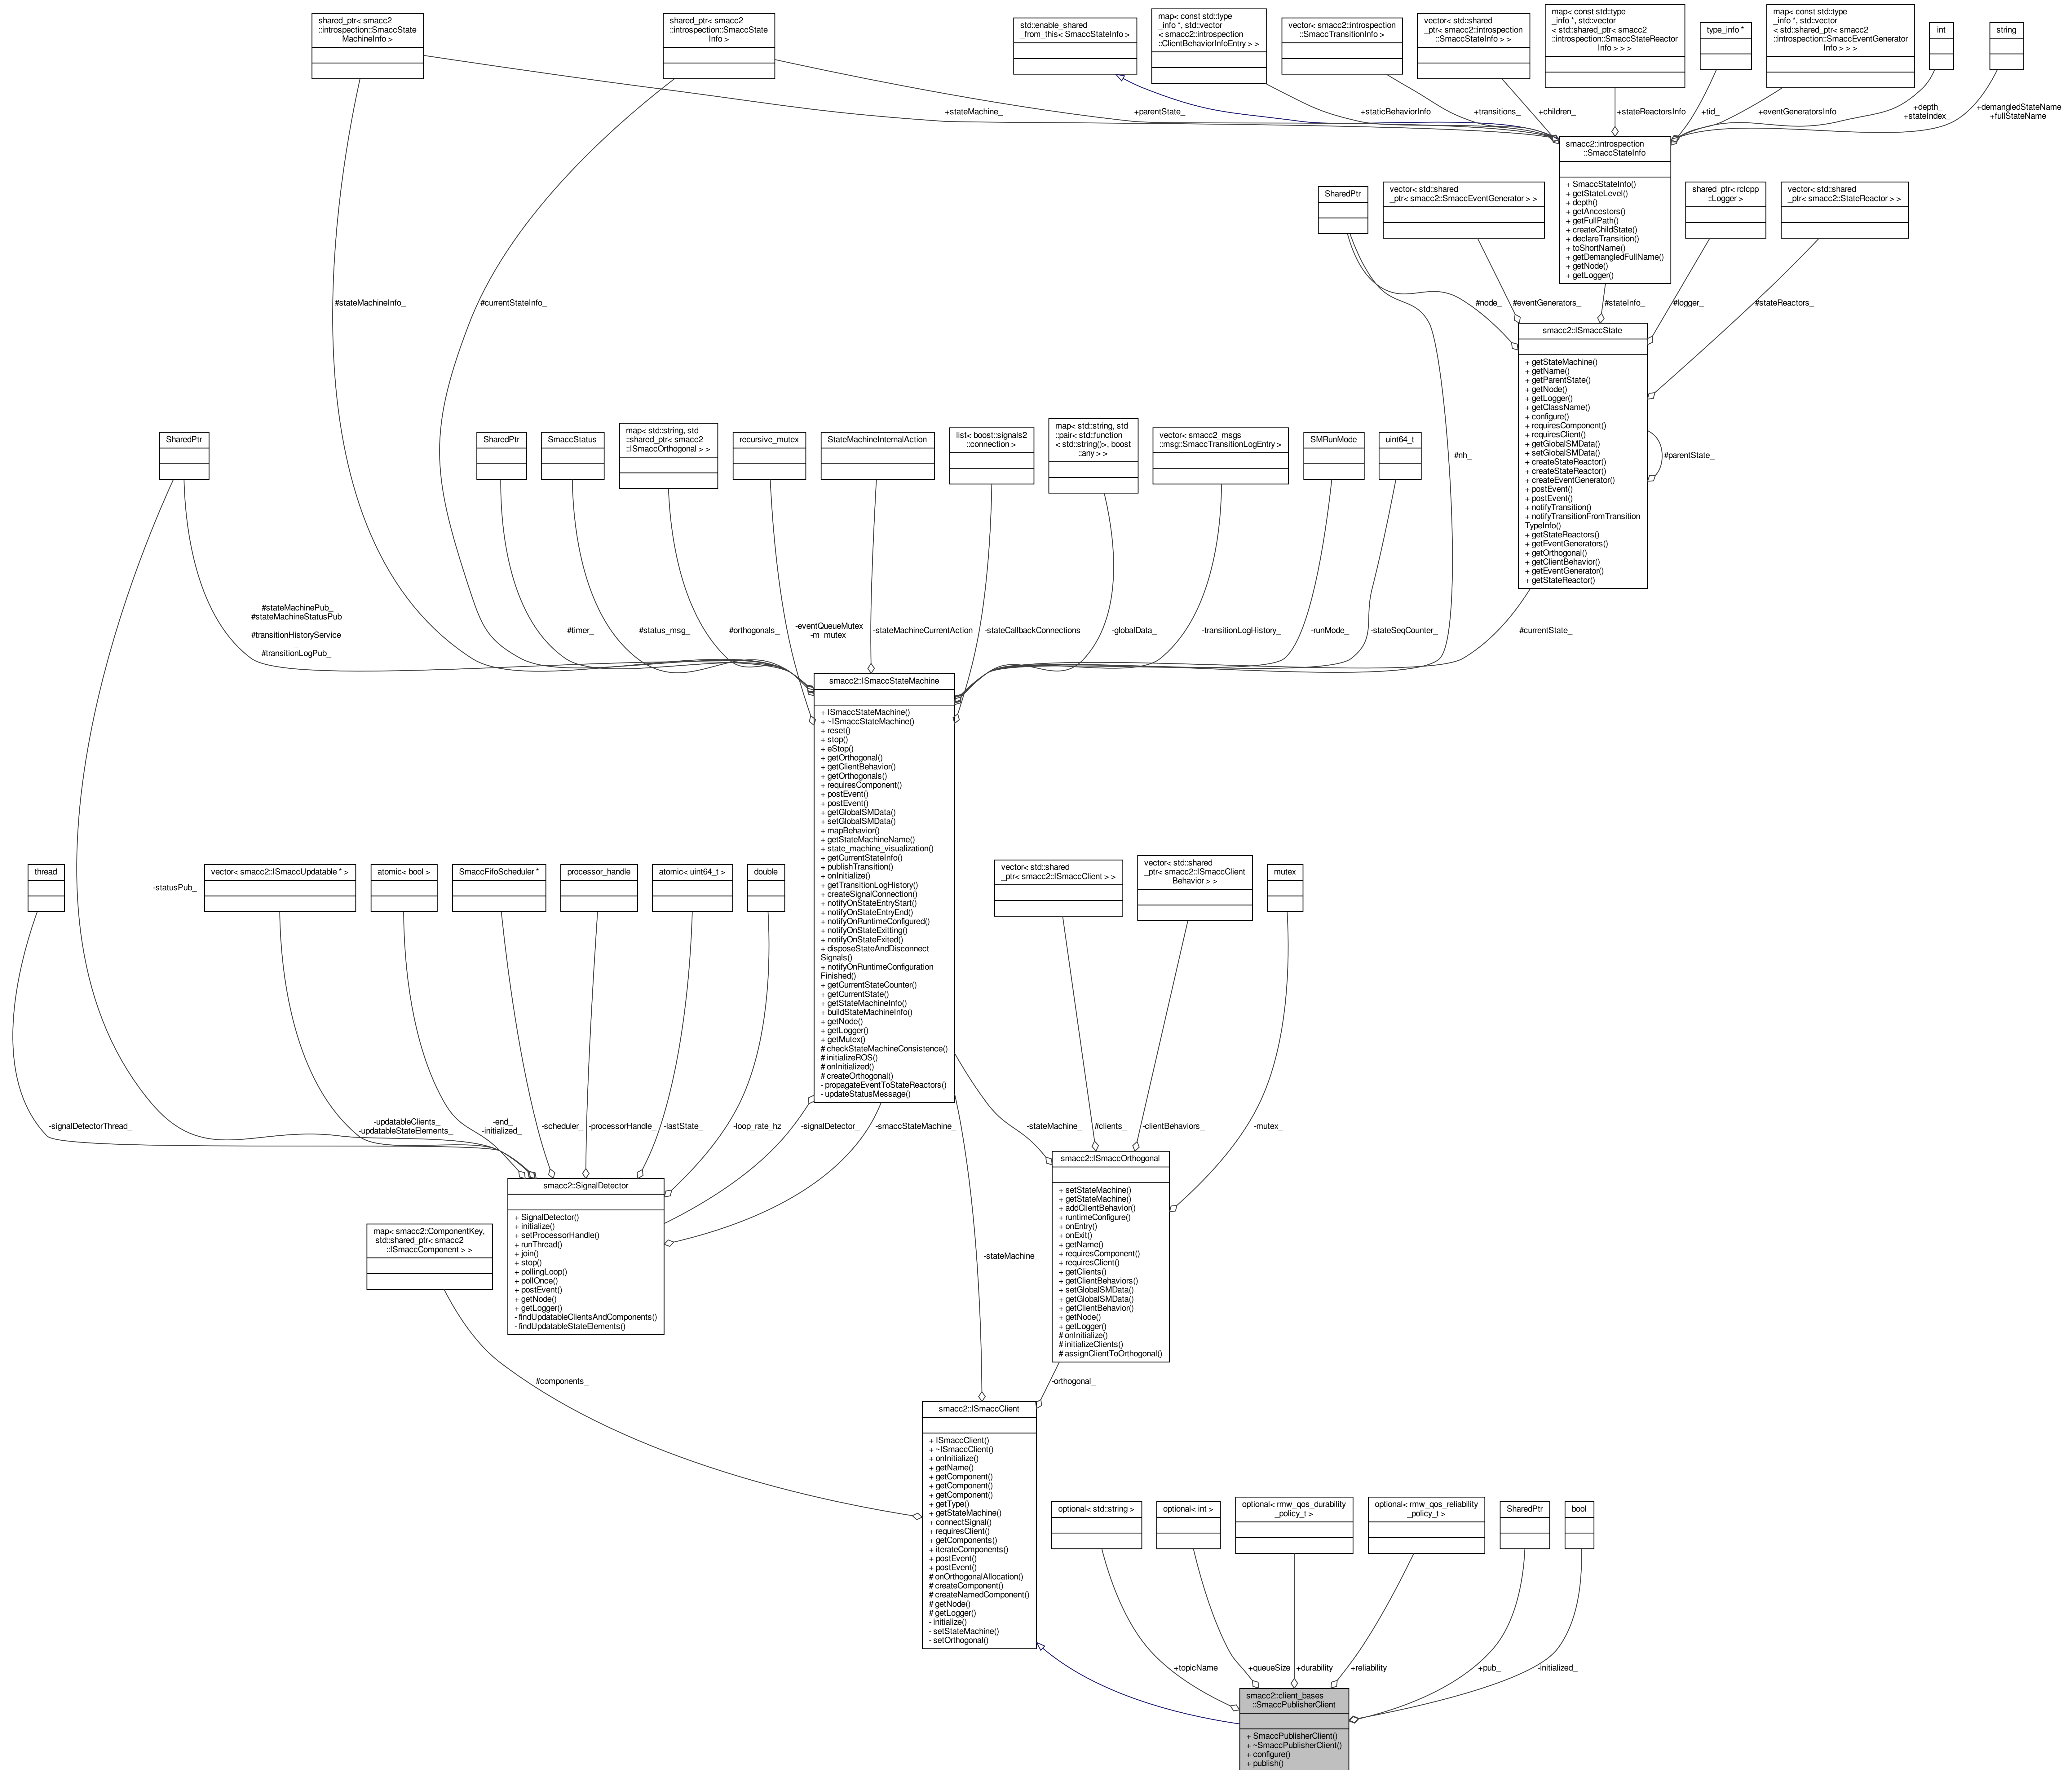 shared_ptr< smacc2
::introspection::SmaccState
MachineInfo >
shared_ptr< smacc2
::introspection::SmaccState
Info >
std::enable_shared
_from_this< SmaccStateInfo >
map< const std::type
_info *, std::vector
< smacc2::introspection
::ClientBehaviorInfoEntry > >
vector< smacc2::introspection
::SmaccTransitionInfo >
vector< std::shared
_ptr< smacc2::introspection
::SmaccStateInfo > >
map< const std::type
_info *, std::vector
< std::shared_ptr< smacc2
::introspection::SmaccStateReactor
Info > > >
type_info *
map< const std::type
_info *, std::vector
< std::shared_ptr< smacc2
::introspection::SmaccEventGenerator
Info > > >
int
string
+stateMachine_
+parentState_
+staticBehaviorInfo
+transitions_
+children_
+stateReactorsInfo
+tid_
+eventGeneratorsInfo
+depth_
+stateIndex_
+demangledStateName
+fullStateName
smacc2::introspection
::SmaccStateInfo
+ SmaccStateInfo()
+ getStateLevel()
+ depth()
+ getAncestors()
+ getFullPath()
+ createChildState()
+ declareTransition()
+ toShortName()
+ getDemangledFullName()
+ getNode()
+ getLogger()
SharedPtr
vector< std::shared
_ptr< smacc2::SmaccEventGenerator > >
shared_ptr< rclcpp
::Logger >
vector< std::shared
_ptr< smacc2::StateReactor > >
#stateMachineInfo_
#currentStateInfo_
#node_
#eventGenerators_
#stateInfo_
#logger_
#stateReactors_
smacc2::ISmaccState
+ getStateMachine()
+ getName()
+ getParentState()
+ getNode()
+ getLogger()
+ getClassName()
+ configure()
+ requiresComponent()
+ requiresClient()
+ getGlobalSMData()
+ setGlobalSMData()
+ createStateReactor()
+ createStateReactor()
+ createEventGenerator()
+ postEvent()
+ postEvent()
+ notifyTransition()
+ notifyTransitionFromTransition
TypeInfo()
+ getStateReactors()
+ getEventGenerators()
+ getOrthogonal()
+ getClientBehavior()
+ getEventGenerator()
+ getStateReactor()
#parentState_
#nh_
SharedPtr
SharedPtr
SmaccStatus
map< std::string, std
::shared_ptr< smacc2
::ISmaccOrthogonal > >
recursive_mutex
StateMachineInternalAction
list< boost::signals2
::connection >
map< std::string, std
::pair< std::function
< std::string()>, boost
::any > >
vector< smacc2_msgs
::msg::SmaccTransitionLogEntry >
SMRunMode
uint64_t
#stateMachinePub_
#stateMachineStatusPub
_
#transitionHistoryService
_
#transitionLogPub_
#timer_
#status_msg_
#orthogonals_
-eventQueueMutex_
-m_mutex_
-stateMachineCurrentAction
-stateCallbackConnections
-globalData_
-transitionLogHistory_
-runMode_
-stateSeqCounter_
#currentState_
smacc2::ISmaccStateMachine
+ ISmaccStateMachine()
+ ~ISmaccStateMachine()
+ reset()
+ stop()
+ eStop()
+ getOrthogonal()
+ getClientBehavior()
+ getOrthogonals()
+ requiresComponent()
+ postEvent()
+ postEvent()
+ getGlobalSMData()
+ setGlobalSMData()
+ mapBehavior()
+ getStateMachineName()
+ state_machine_visualization()
+ getCurrentStateInfo()
+ publishTransition()
+ onInitialize()
+ getTransitionLogHistory()
+ createSignalConnection()
+ notifyOnStateEntryStart()
+ notifyOnStateEntryEnd()
+ notifyOnRuntimeConfigured()
+ notifyOnStateExitting()
+ notifyOnStateExited()
+ disposeStateAndDisconnect
Signals()
+ notifyOnRuntimeConfiguration
Finished()
+ getCurrentStateCounter()
+ getCurrentState()
+ getStateMachineInfo()
+ buildStateMachineInfo()
+ getNode()
+ getLogger()
+ getMutex()
# checkStateMachineConsistence()
# initializeROS()
# onInitialized()
# createOrthogonal()
- propagateEventToStateReactors()
- updateStatusMessage()
thread
-statusPub_
vector< smacc2::ISmaccUpdatable * >
atomic< bool >
SmaccFifoScheduler *
processor_handle
atomic< uint64_t >
double
vector< std::shared
_ptr< smacc2::ISmaccClient > >
vector< std::shared
_ptr< smacc2::ISmaccClient
Behavior > >
mutex
-signalDetectorThread_
-updatableClients_
-updatableStateElements_
-end_
-initialized_
-scheduler_
-processorHandle_
-lastState_
-loop_rate_hz
-signalDetector_
-smaccStateMachine_
-stateMachine_
#clients_
-clientBehaviors_
-mutex_
smacc2::SignalDetector
+ SignalDetector()
+ initialize()
+ setProcessorHandle()
+ runThread()
+ join()
+ stop()
+ pollingLoop()
+ pollOnce()
+ postEvent()
+ getNode()
+ getLogger()
- findUpdatableClientsAndComponents()
- findUpdatableStateElements()
smacc2::ISmaccOrthogonal
+ setStateMachine()
+ getStateMachine()
+ addClientBehavior()
+ runtimeConfigure()
+ onEntry()
+ onExit()
+ getName()
+ requiresComponent()
+ requiresClient()
+ getClients()
+ getClientBehaviors()
+ setGlobalSMData()
+ getGlobalSMData()
+ getClientBehavior()
+ getNode()
+ getLogger()
# onInitialize()
# initializeClients()
# assignClientToOrthogonal()
map< smacc2::ComponentKey,
std::shared_ptr< smacc2
::ISmaccComponent > >
-stateMachine_
#components_
-orthogonal_
smacc2::ISmaccClient
+ ISmaccClient()
+ ~ISmaccClient()
+ onInitialize()
+ getName()
+ getComponent()
+ getComponent()
+ getComponent()
+ getType()
+ getStateMachine()
+ connectSignal()
+ requiresClient()
+ getComponents()
+ iterateComponents()
+ postEvent()
+ postEvent()
# onOrthogonalAllocation()
# createComponent()
# createNamedComponent()
# getNode()
# getLogger()
- initialize()
- setStateMachine()
- setOrthogonal()
optional< std::string >
optional< int >
optional< rmw_qos_durability
_policy_t >
optional< rmw_qos_reliability
_policy_t >
SharedPtr
bool
+topicName
+queueSize
+durability
+reliability
+pub_
-initialized_
smacc2::client_bases
::SmaccPublisherClient
+ SmaccPublisherClient()
+ ~SmaccPublisherClient()
+ configure()
+ publish()